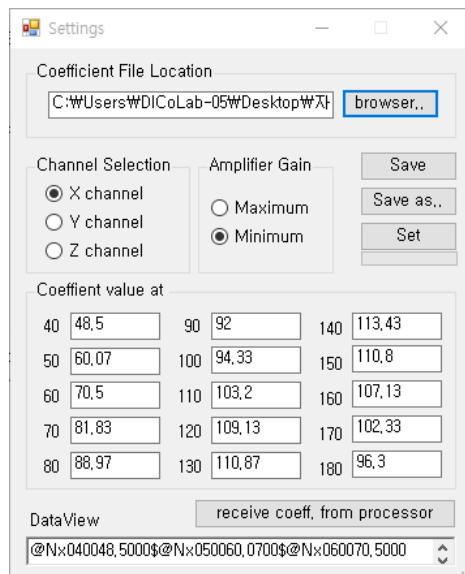 Settings
Coefficient File Location
C:₩Users₩DICoLab-05₩Desktop₩자 browser..
Channel Selection
X channel
Y channel
Z channel
Amplifier Gain
Maximum
Minimum
Save
Save as..
Set
Coeffient value at
40 48.5 90 92 140 113.43
50 60.07 100 94.33 150 110.8
60 70.5 110 103.2 160 107.13
70 81.83 120 109.13 170 102.33
80 88.97 130 110.87 180 96.3
DataView receive coeff. from processor
@Nx040048.5000$@Nx050060.0700$@Nx060070.5000